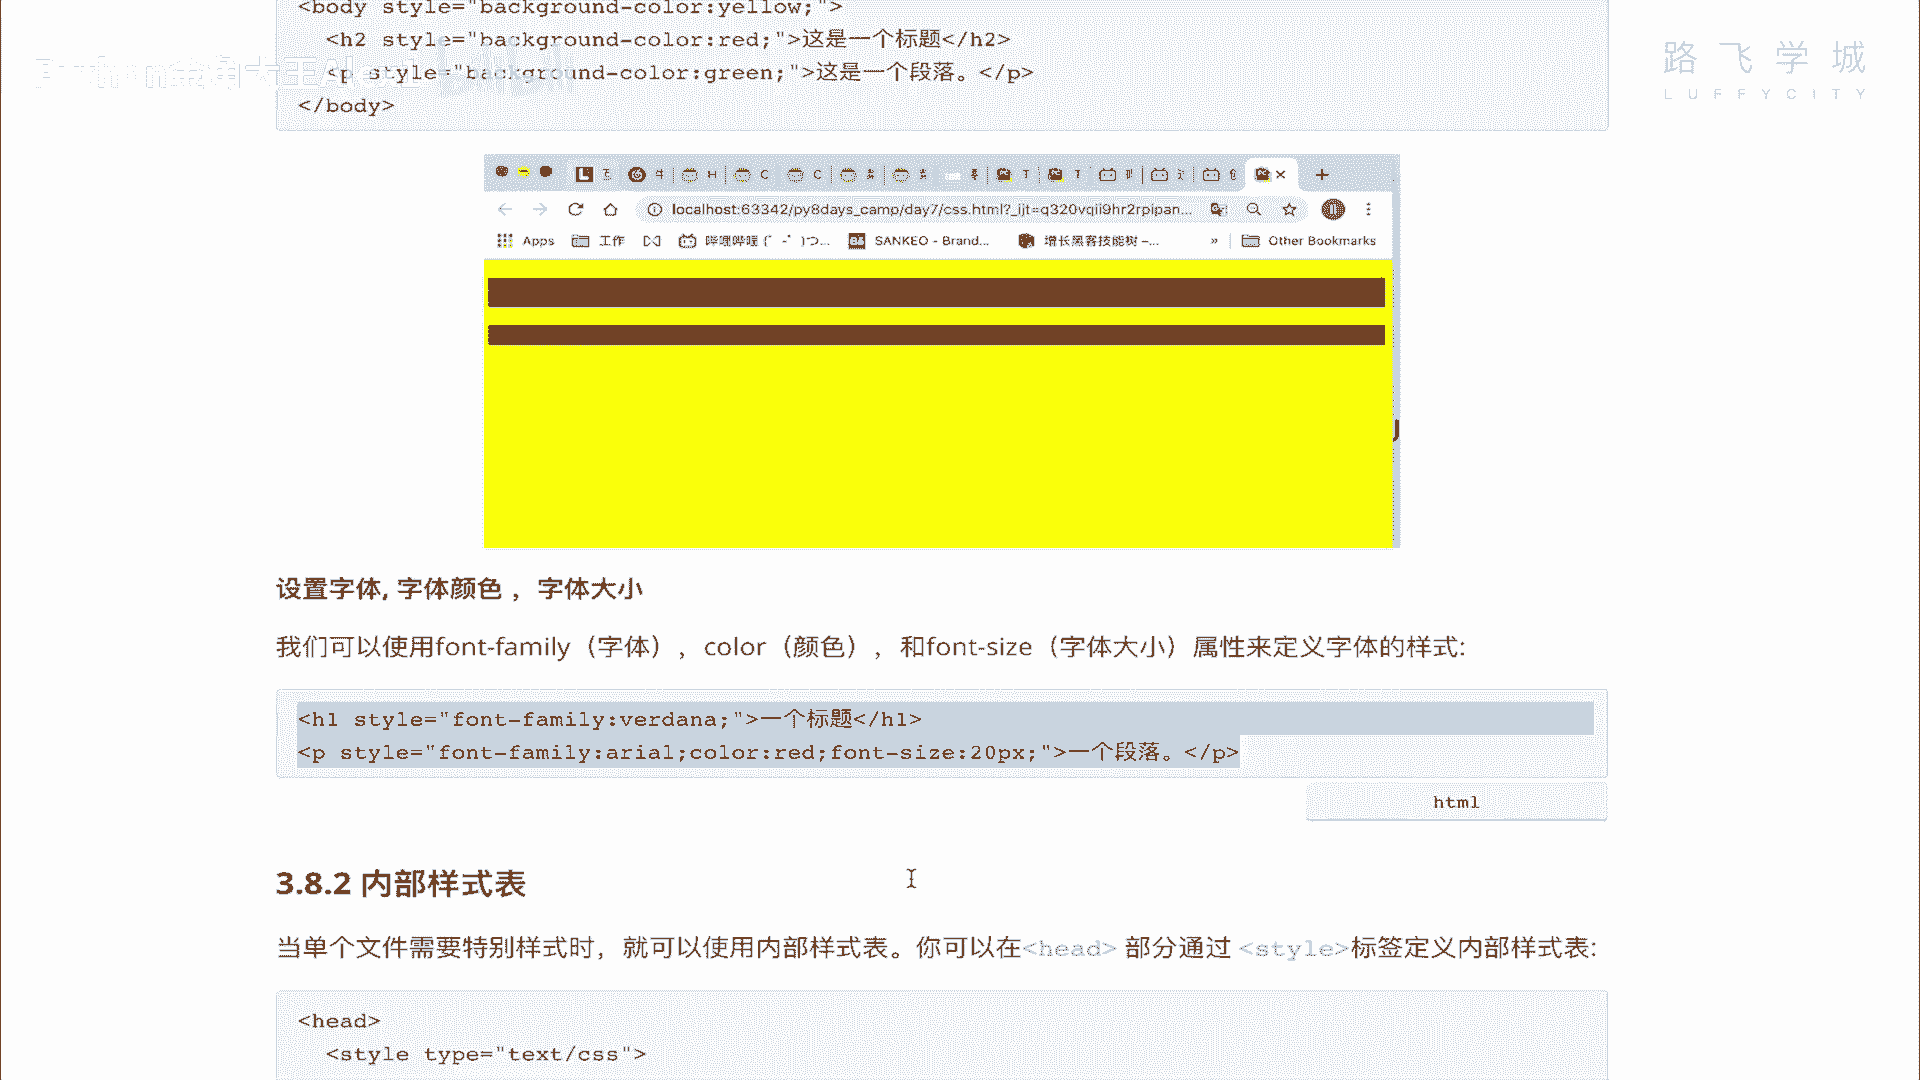 <body style="background-color:yellow;">
<h2 style="background-color:red;">这是一个标题</h2>
<p style="background-color:green;">这是一个段落。</p>
</body>
路飞学城
LUFFYCITY
localhost:63342/py8days_camp/day7/css.html?_ijt=q320vqii9hr2rpipan...
Apps 工作 哔哩哔哩 (゜-゜)つ... SANKEO - Brand... 增长黑客技能树 –... » Other Bookmarks
设置字体, 字体颜色 ，字体大小
我们可以使用font-family（字体）, color（颜色）, 和font-size（字体大小）属性来定义字体的样式:
<h1 style="font-family:verdana;">一个标题</h1>
<p style="font-family:arial;color:red;font-size:20px;">一个段落。</p>
html
3.8.2 内部样式表
当单个文件需要特别样式时，就可以使用内部样式表。你可以在<head> 部分通过 <style>标签定义内部样式表:
<head>
<style type="text/css">